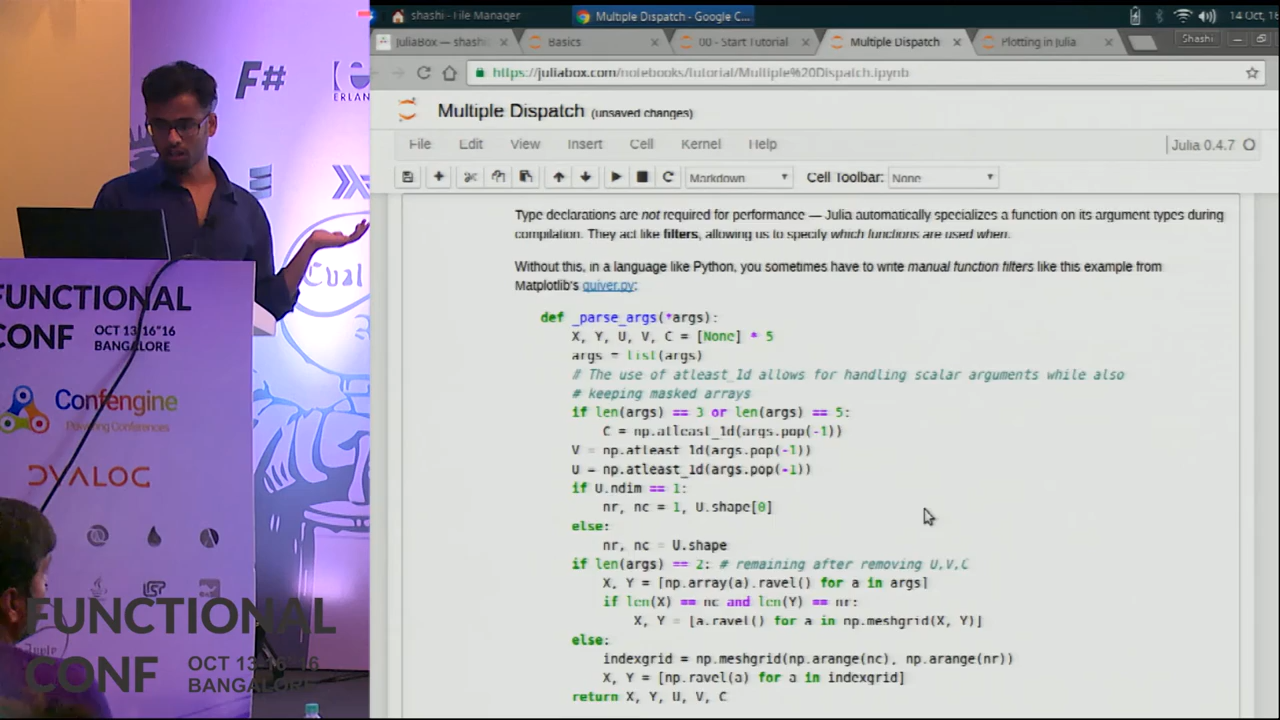 shashi - File Manager
Multiple Dispatch - Google C...
14 Oct, 18
JuliaBox — shashi
Basics
00 - Start Tutorial
Multiple Dispatch
Plotting in Julia
Shashi
https://juliabox.com/notebooks/tutorial/Multiple%20Dispatch.ipynb
Multiple Dispatch (unsaved changes)
File Edit View Insert Cell Kernel Help
Julia 0.4.7
Markdown
Cell Toolbar: None
Type declarations are not required for performance — Julia automatically specializes a function on its argument types during
compilation. They act like filters, allowing us to specify which functions are used when.
Without this, in a language like Python, you sometimes have to write manual function filters like this example from
Matplotlib's quiver.py:
def _parse_args(*args):
X, Y, U, V, C = [None] * 5
args = list(args)
# The use of atleast_1d allows for handling scalar arguments while also
# keeping masked arrays
if len(args) == 3 or len(args) == 5:
C = np.atleast_1d(args.pop(-1))
V = np.atleast_1d(args.pop(-1))
U = np.atleast_1d(args.pop(-1))
if U.ndim == 1:
nr, nc = 1, U.shape[0]
else:
nr, nc = U.shape
if len(args) == 2: # remaining after removing U,V,C
X, Y = [np.array(a).ravel() for a in args]
if len(X) == nc and len(Y) == nr:
X, Y = [a.ravel() for a in np.meshgrid(X, Y)]
else:
indexgrid = np.meshgrid(np.arange(nc), np.arange(nr))
X, Y = [np.ravel(a) for a in indexgrid]
return X, Y, U, V, C
F#
ERLAN
FUNCTIONAL
CONF
OCT 13-16"16
BANGALORE
Confengine
Powering Conferences
DYALOG
FUNCTIONAL
CONF
OCT 13-16"16
BANGALORE